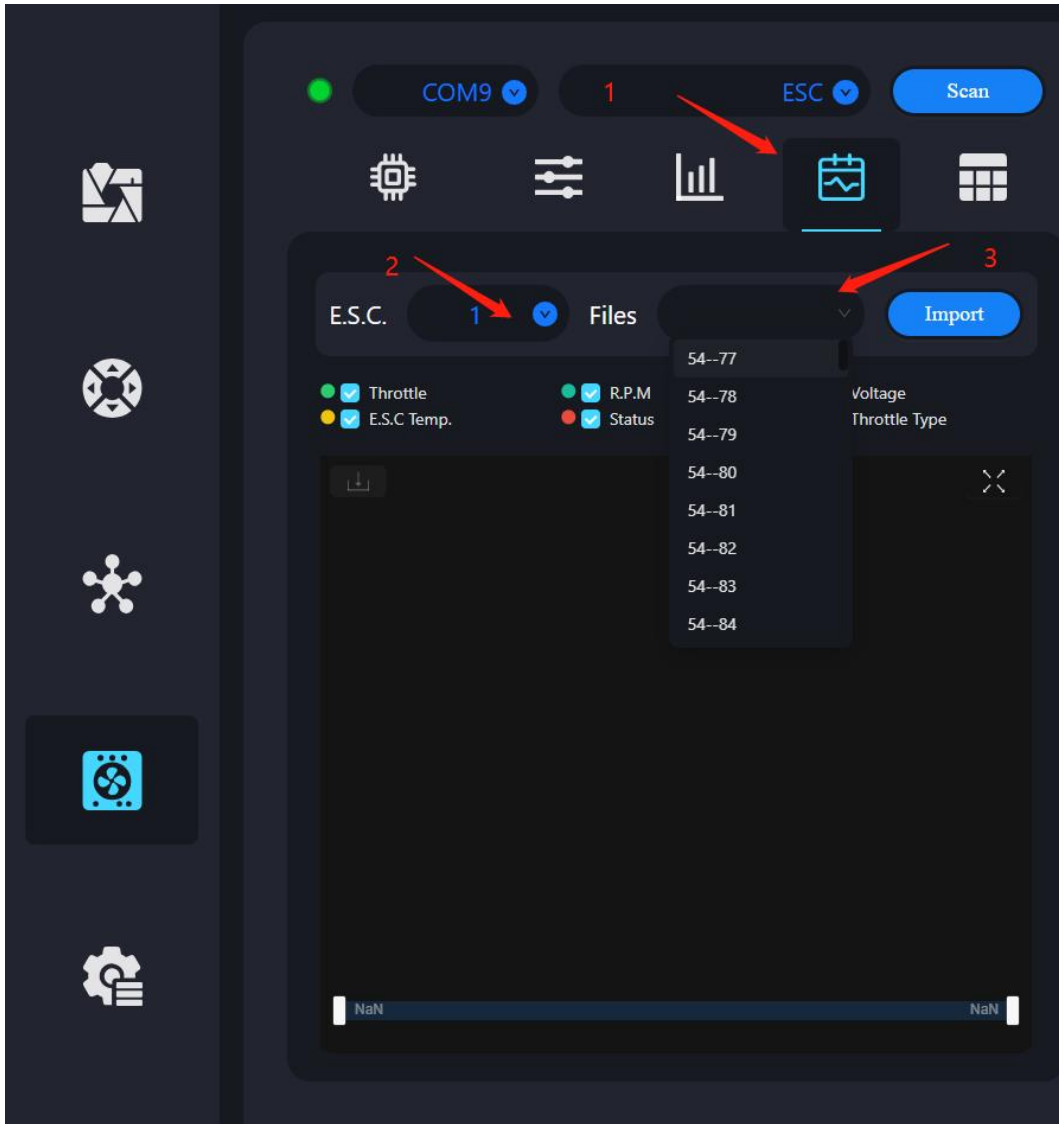 COM9 1 ESC Scan
2 3
E.S.C. 1 Files Import
54--77
Throttle R.P.M 54--78 Voltage
E.S.C Temp. Status 54--79 Throttle Type
54--80
54--81
54--82
54--83
54--84
NaN NaN